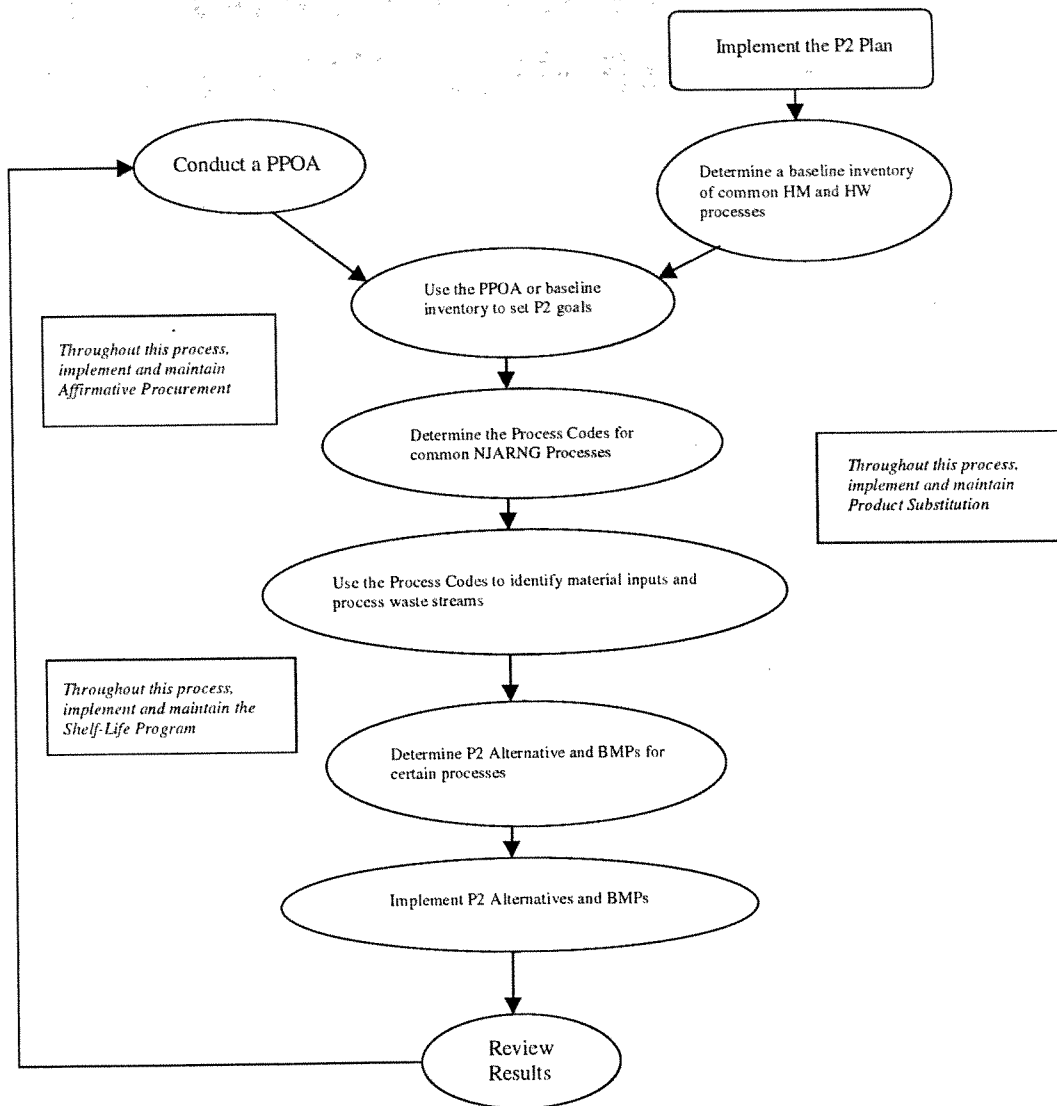 Implement the P2 Plan
Conduct a PPOA
Determine a baseline inventory
of common HM and HW
processes
Use the PPOA or baseline
inventory to set P2 goals
Throughout this process,
implement and maintain
Affirmative Procurement
Determine the Process Codes for
common NJARNG Processes
Throughout this process,
implement and maintain
Product Substitution
Use the Process Codes to identify material inputs and
process waste streams
Throughout this process,
implement and maintain the
Shelf-Life Program
Determine P2 Alternative and BMPs for
certain processes
Implement P2 Alternatives and BMPs
Review
Results